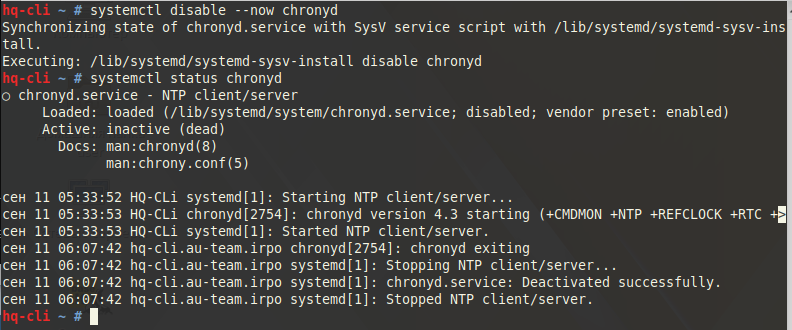 hq-cli ~ # systemctl disable --now chronyd
Synchronizing state of chronyd.service with SysV service script with /lib/systemd/systemd-sysv-ins
tall.
Executing: /lib/systemd/systemd-sysv-install disable chronyd
hq-cli ~ # systemctl status chronyd
○ chronyd.service - NTP client/server
     Loaded: loaded (/lib/systemd/system/chronyd.service; disabled; vendor preset: enabled)
     Active: inactive (dead)
       Docs: man:chronyd(8)
             man:chrony.conf(5)

сен 11 05:33:52 HQ-CLi systemd[1]: Starting NTP client/server...
сен 11 05:33:53 HQ-CLi chronyd[2754]: chronyd version 4.3 starting (+CMDMON +NTP +REFCLOCK +RTC +>
сен 11 05:33:53 HQ-CLi systemd[1]: Started NTP client/server.
сен 11 06:07:42 hq-cli.au-team.irpo chronyd[2754]: chronyd exiting
сен 11 06:07:42 hq-cli.au-team.irpo systemd[1]: Stopping NTP client/server...
сен 11 06:07:42 hq-cli.au-team.irpo systemd[1]: chronyd.service: Deactivated successfully.
сен 11 06:07:42 hq-cli.au-team.irpo systemd[1]: Stopped NTP client/server.
hq-cli ~ #